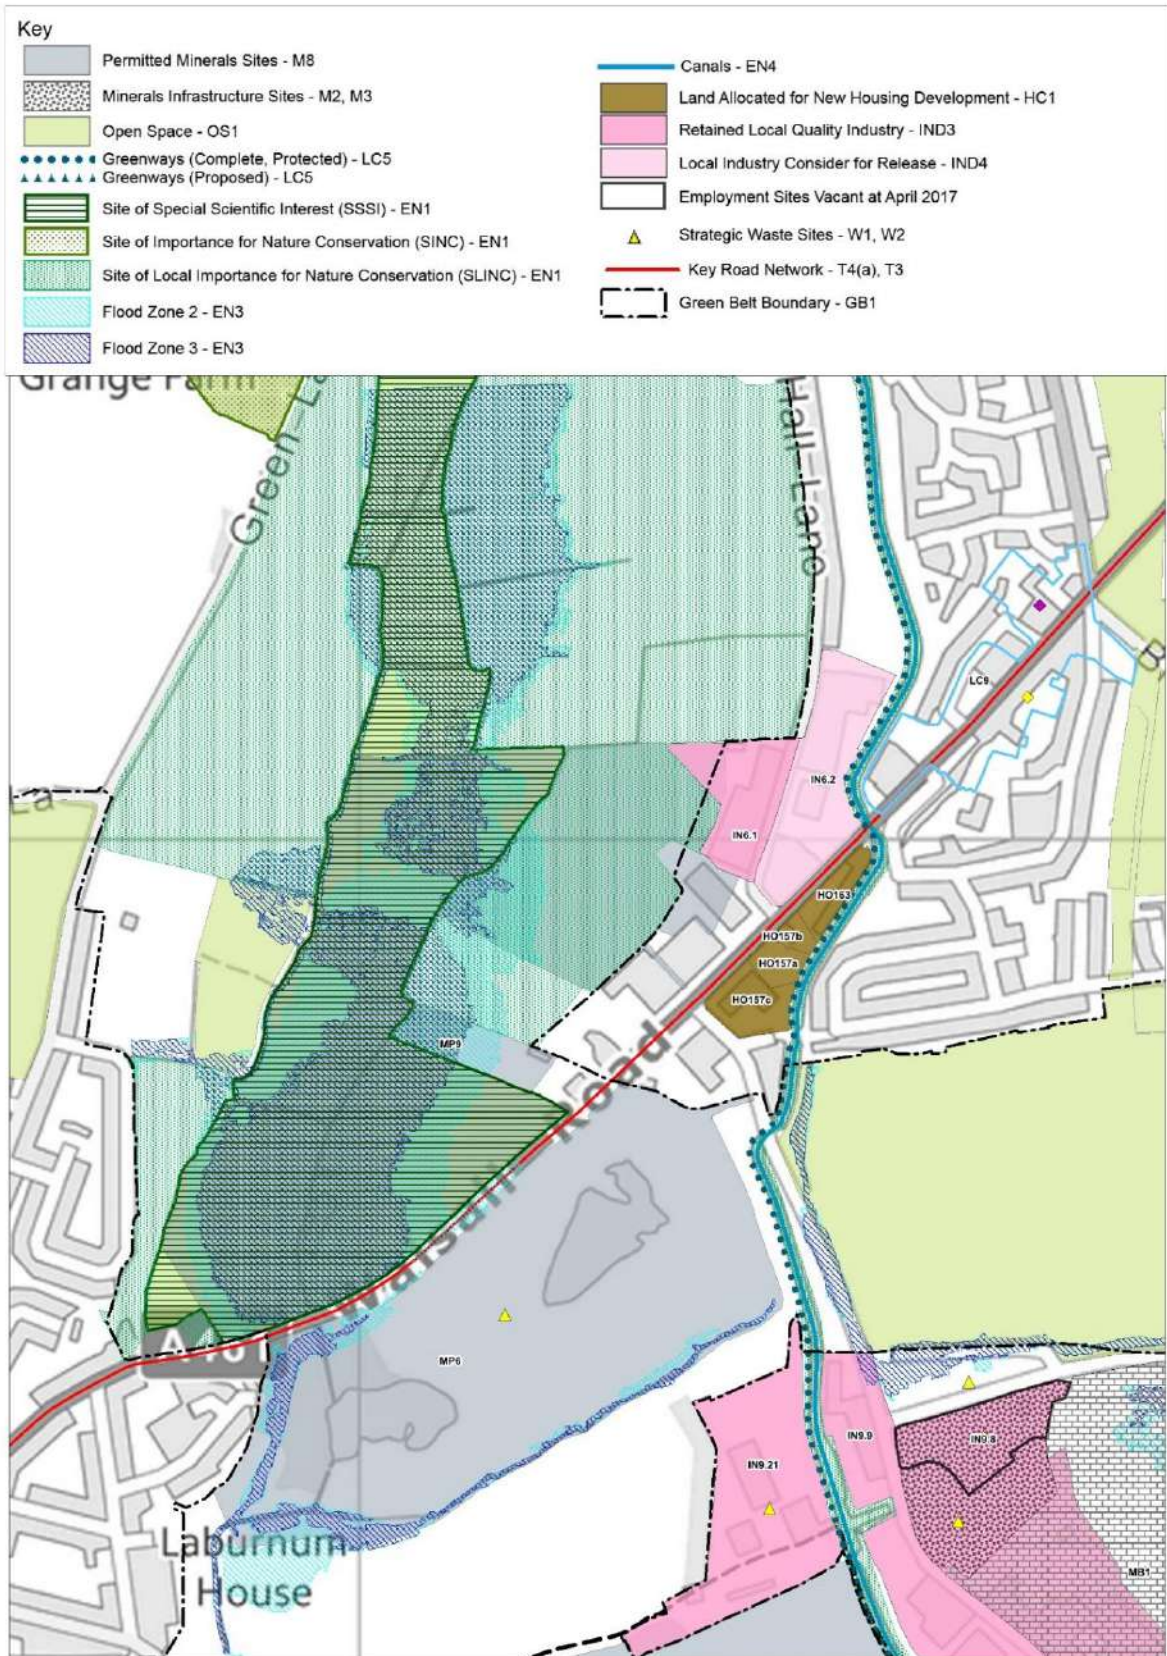 Key
Permitted Minerals Sites - M8
Minerals Infrastructure Sites - M2, M3
Open Space - OS1
Greenways (Complete, Protected) - LC5
Greenways (Proposed) - LC5
Site of Special Scientific Interest (SSSI) - EN1
Site of Importance for Nature Conservation (SINC) - EN1
Site of Local Importance for Nature Conservation (SLINC) - EN1
Flood Zone 2 - EN3
Flood Zone 3 - EN3
Canals - EN4
Land Allocated for New Housing Development - HC1
Retained Local Quality Industry - IND3
Local Industry Consider for Release - IND4
Employment Sites Vacant at April 2017
Strategic Waste Sites - W1, W2
Key Road Network - T4(a), T3
Green Belt Boundary - GB1
Grange Farm
Green-La
Hall-Lane
LC9
IN6.2
IN6.1
La
HO163
HO157b
HO157a
HO157c
MP9
Walsall Road
A461
MP6
IN9.8
IN9.9
IN9.21
Laburnum
House
MB1